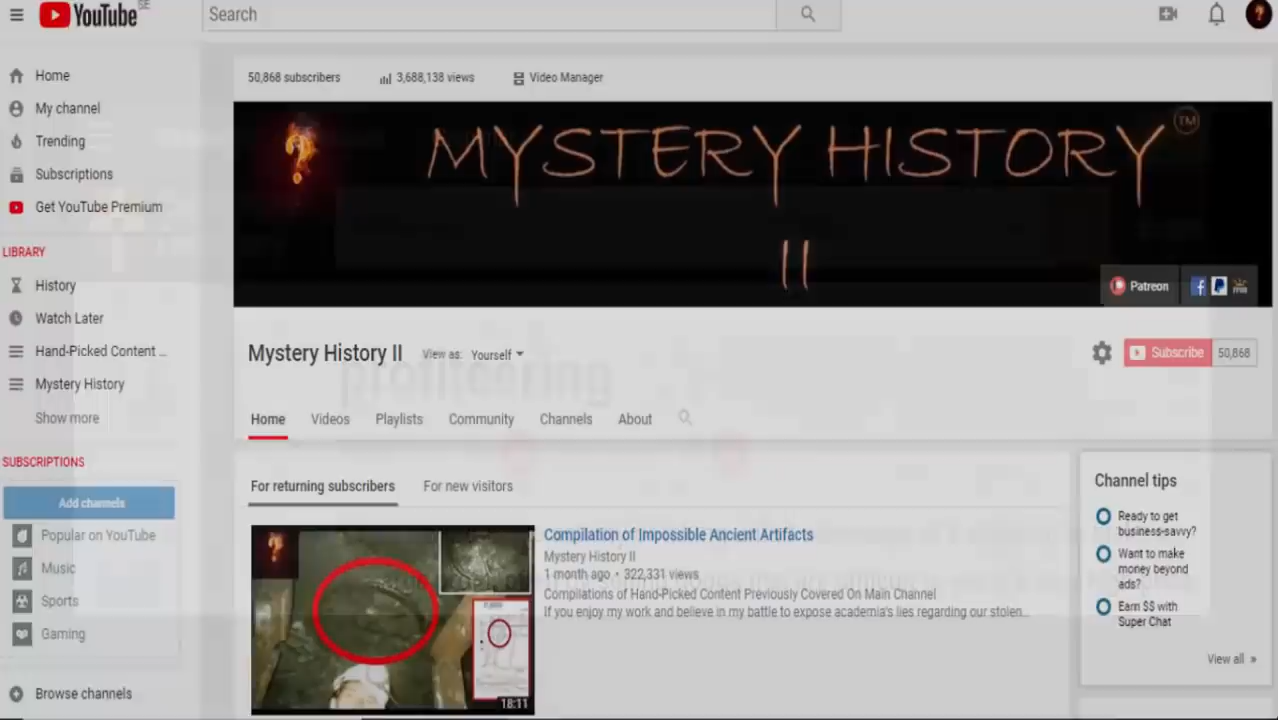 YouTube SE
Search
Home
My channel
Trending
Subscriptions
Get YouTube Premium
LIBRARY
History
Watch Later
Hand-Picked Content ...
Mystery History
Show more
SUBSCRIPTIONS
Add channels
Popular on YouTube
Music
Sports
Gaming
Browse channels
50,868 subscribers
3,688,138 views
Video Manager
MYSTERY HISTORY TM
II
Patreon
Mystery History II
View as: Yourself
Subscribe 50,868
profiteering
Home Videos Playlists Community Channels About
For returning subscribers For new visitors
Compilation of Impossible Ancient Artifacts
Mystery History II
1 month ago • 322,331 views
Compilations of Hand-Picked Content Previously Covered On Main Channel
If you enjoy my work and believe in my battle to expose academia's lies regarding our stolen...
18:11
Channel tips
Ready to get
business-savvy?
Want to make
money beyond
ads?
Earn $$ with
Super Chat
View all »